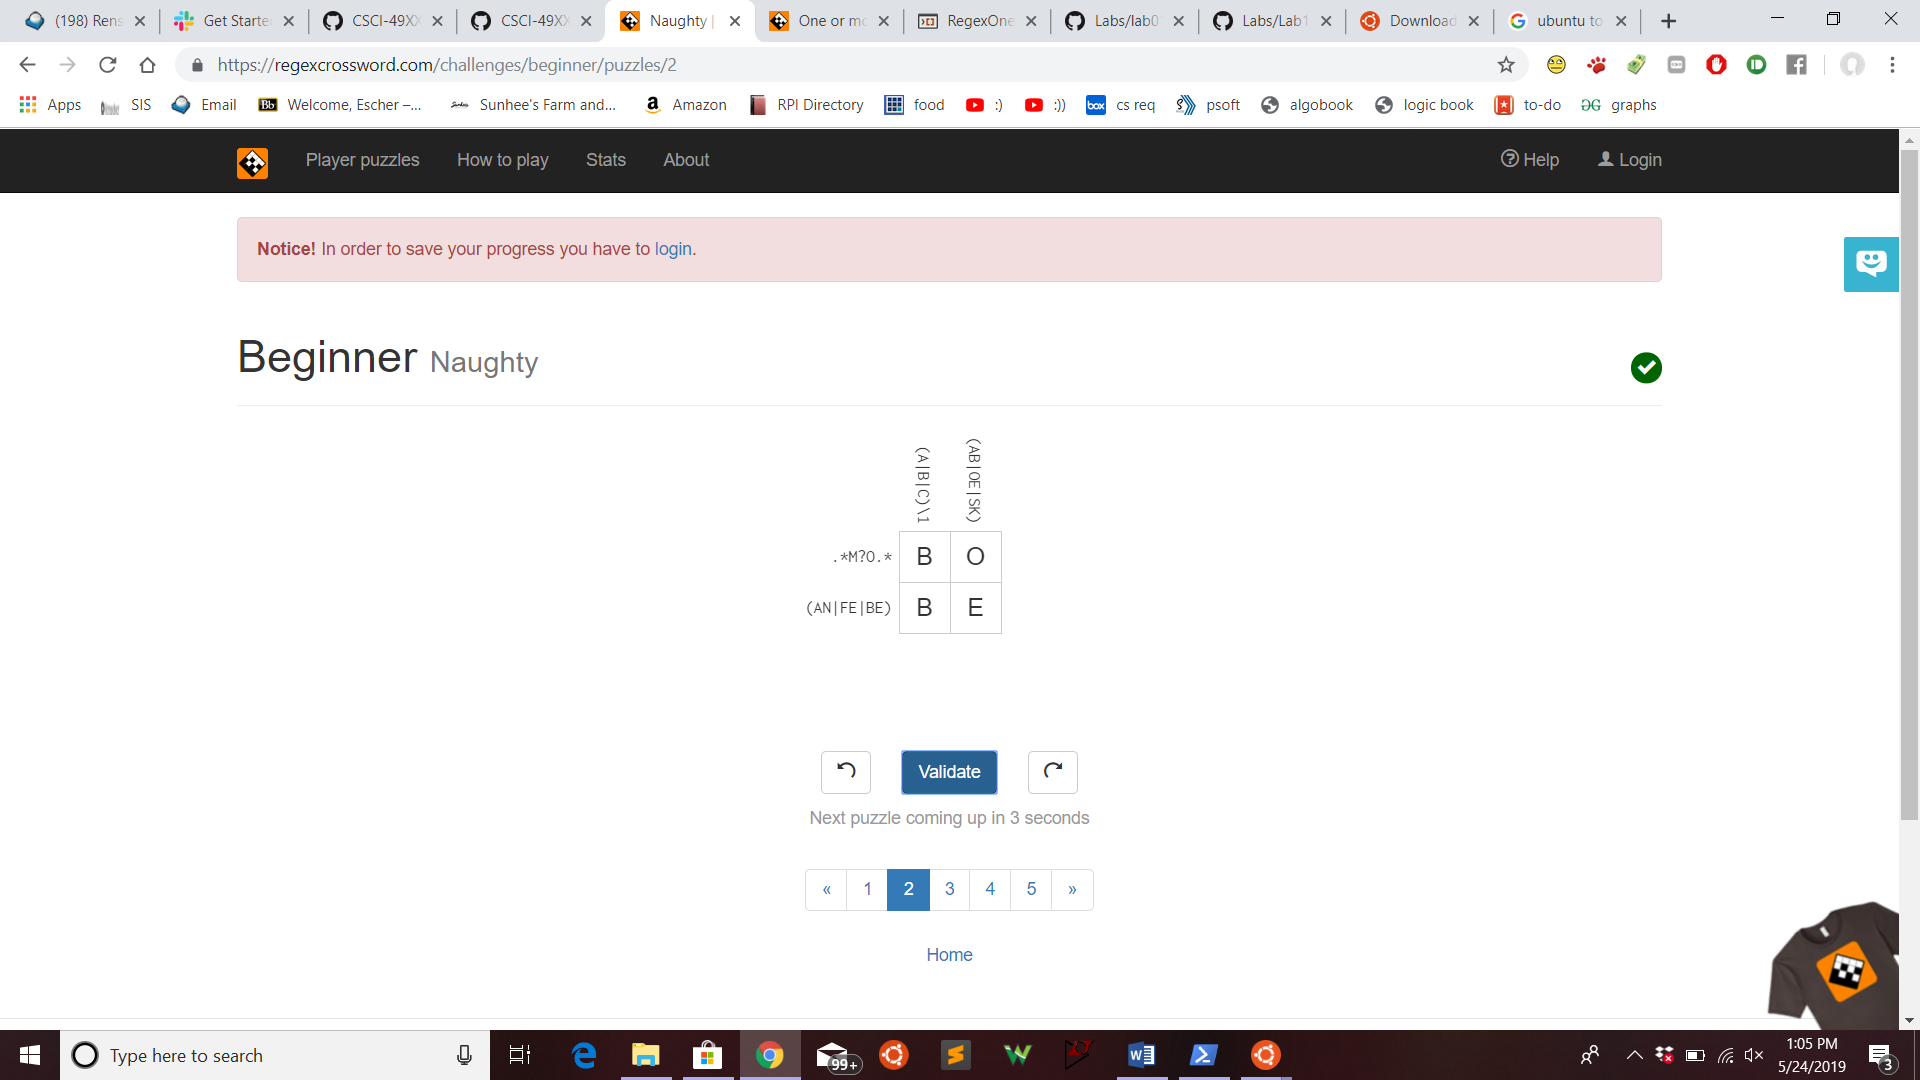 (198) Rens
Get Starte
CSCI-49XX
CSCI-49XX
Naughty |
One or mo
RegexOne
Labs/lab0
Labs/Lab1
Download
ubuntu to
https://regexcrossword.com/challenges/beginner/puzzles/2
Apps
SIS
Email
Bb
Welcome, Escher –...
Sunhee's Farm and...
Amazon
RPI Directory
food
:)
:))
box
cs req
psoft
algobook
logic book
to-do
graphs
Player puzzles
How to play
Stats
About
Help
Login
Notice! In order to save your progress you have to login.
Beginner Naughty
(A|B|C)\1
(AB|OE|SK)
.*M?O.*
B
O
(AN|FE|BE)
B
E
Validate
Next puzzle coming up in 3 seconds
«
1
2
3
4
5
»
Home
Type here to search
99+
1:05 PM
5/24/2019
3